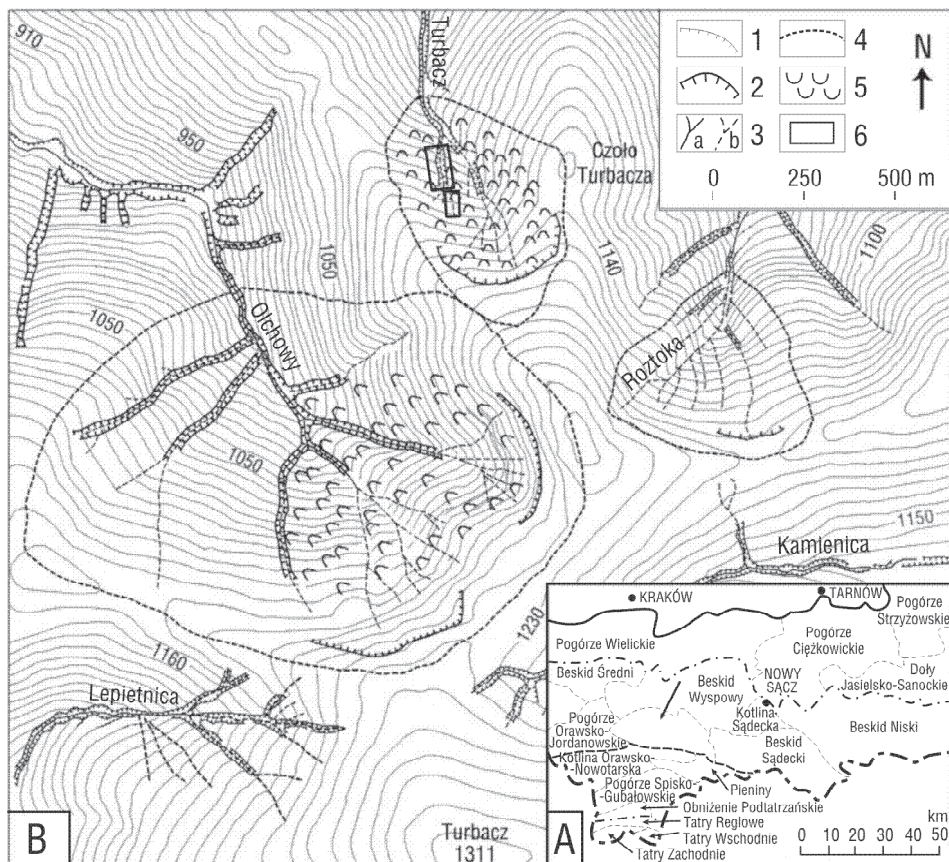 910
Turbacz
1
4
N
2
5
3
a
b
6
0
250
500 m
950
Czoło
Turbacza
1050
1140
1100
1050
Olchowy
Roztoka
1050
1150
Kamienica
1230
1160
Lepietnica
Turbacz
1311
B
KRAKÓW
TARNÓW
Pogórze
Strzyżowskie
Pogórze Wielickie
Pogórze
Ciężkowickie
Beskid Średni
Beskid
Wyspowy
NOWY
SĄCZ
Doły
Jasielsko-Sanockie
Kotlina
Sądecka
Beskid Niski
Pogórze
Orawsko-
Jordanowskie
Beskid
Sądecki
Kotlina Orawsko-
Nowotarska
Pogórze Spisko-
Gubałowskie
Pieniny
Obniżenie Podtatrzańskie
Tatry Reglowe
Tatry Wschodnie
Tatry Zachodnie
A
km
0 10 20 30 40 50